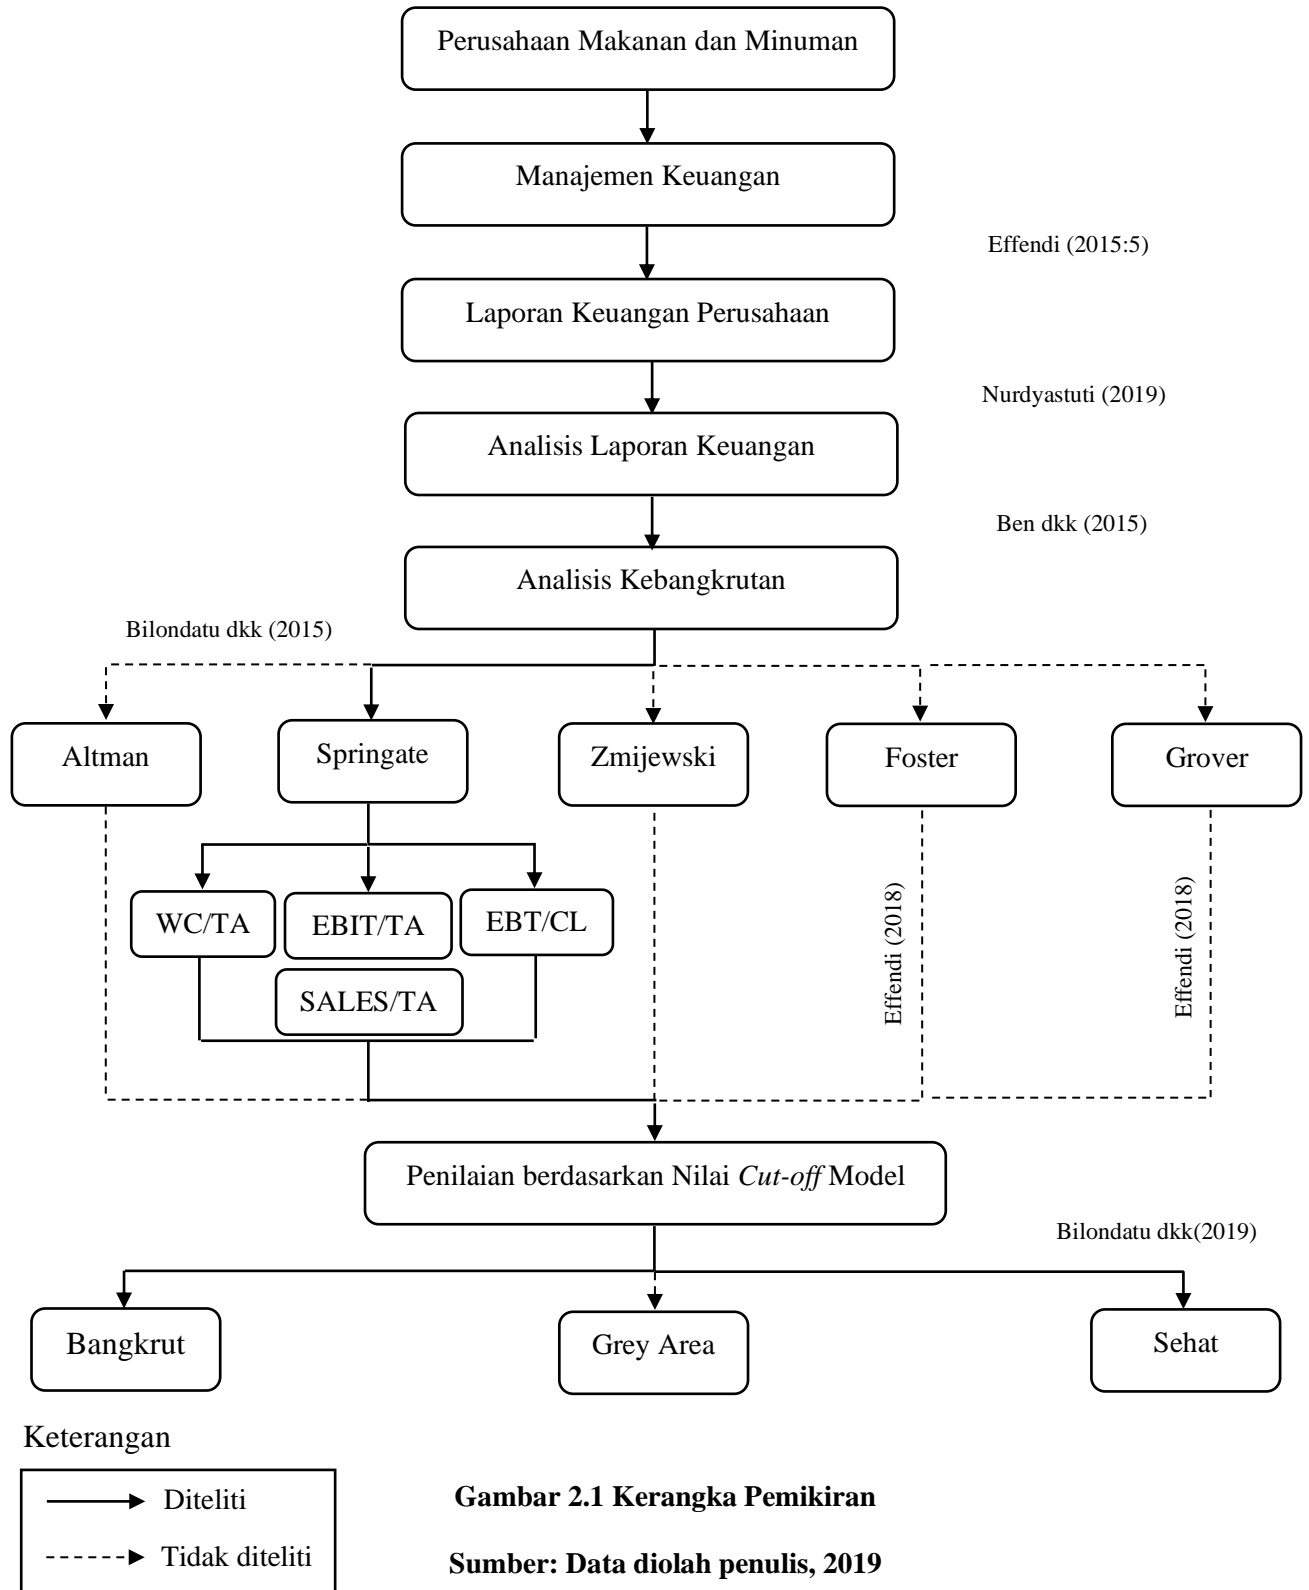 Perusahaan Makanan dan Minuman
Manajemen Keuangan
Effendi (2015:5)
Laporan Keuangan Perusahaan
Nurdyastuti (2019)
Analisis Laporan Keuangan
Ben dkk (2015)
Analisis Kebangkrutan
Bilondatu dkk (2015)
Altman
Springate
Zmijewski
Foster
Grover
WC/TA
EBIT/TA
EBT/CL
SALES/TA
Effendi (2018)
Effendi (2018)
Penilaian berdasarkan Nilai Cut-off Model
Bilondatu dkk(2019)
Bangkrut
Grey Area
Sehat
Keterangan
Diteliti
Tidak diteliti
Gambar 2.1 Kerangka Pemikiran
Sumber: Data diolah penulis, 2019